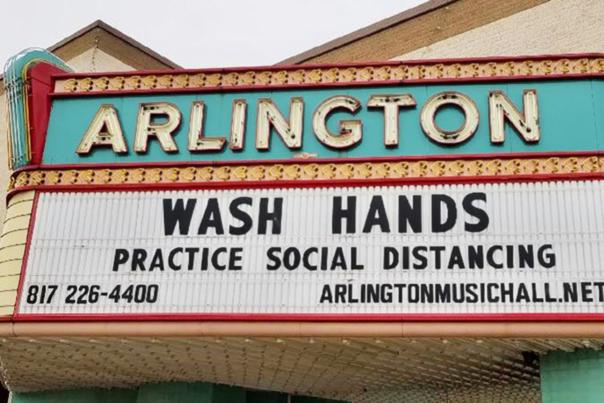 ARLINGTON
WASH HANDS
PRACTICE SOCIAL DISTANCING
817 226-4400 ARLINGTONMUSICHALL.NET